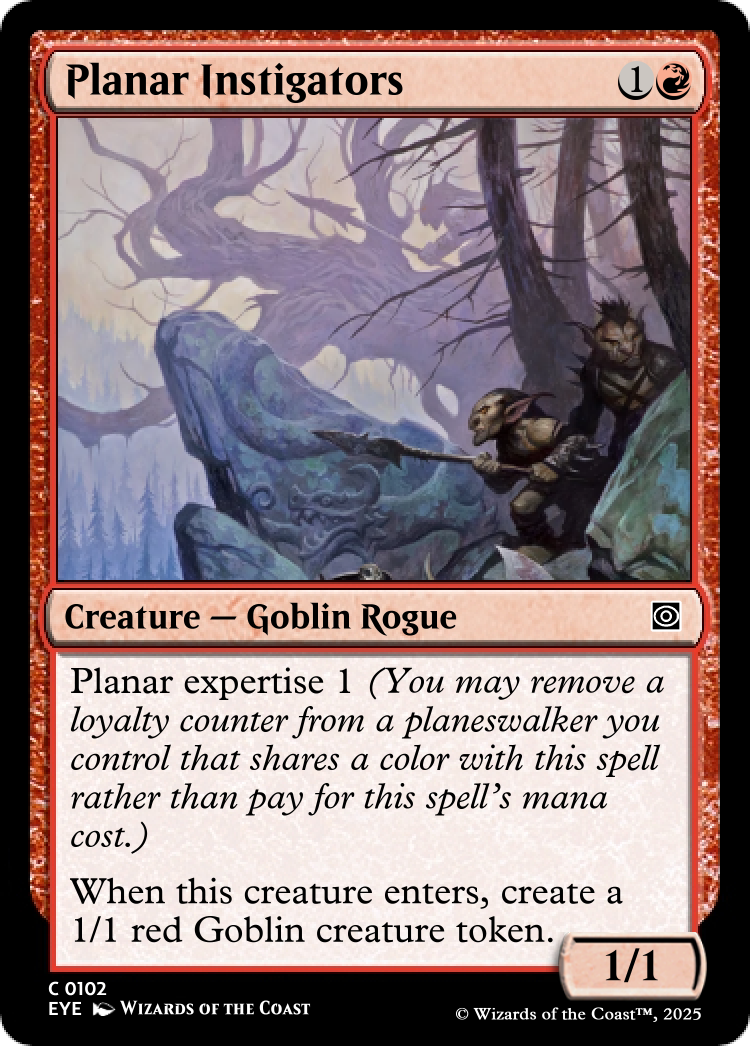 Planar Instigators 1
Creature — Goblin Rogue
Planar expertise 1 (You may remove a
loyalty counter from a planeswalker you
control that shares a color with this spell
rather than pay for this spell's mana
cost.)
When this creature enters, create a
1/1 red Goblin creature token.
1/1
C 0102
EYE Wizards of the Coast
© Wizards of the Coast™, 2025